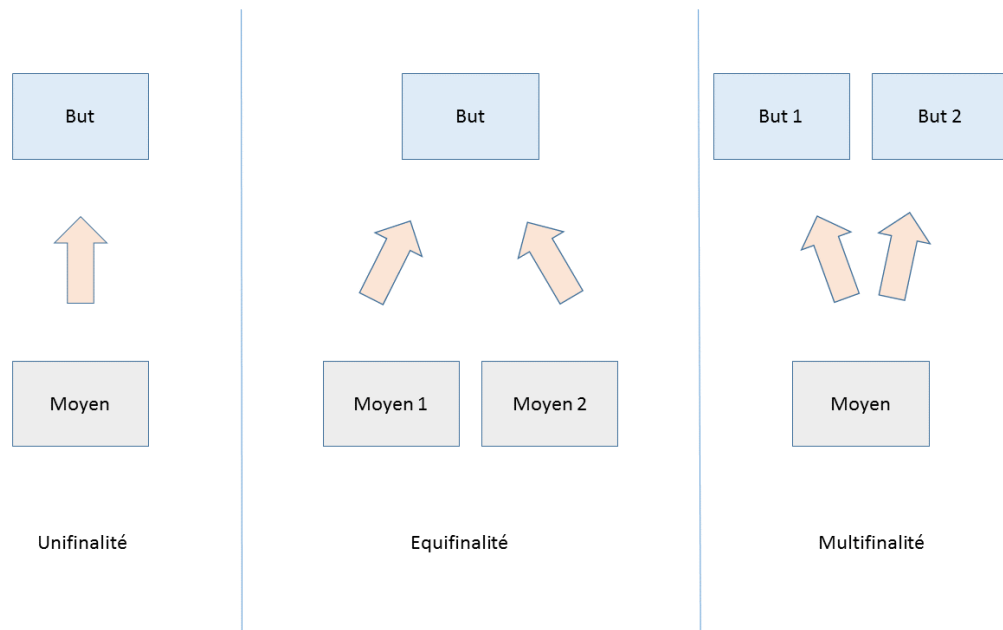 But
Moyen
Unifinalité
But
Moyen 1
Moyen 2
Equifinalité
But 1
But 2
Moyen
Multifinalité